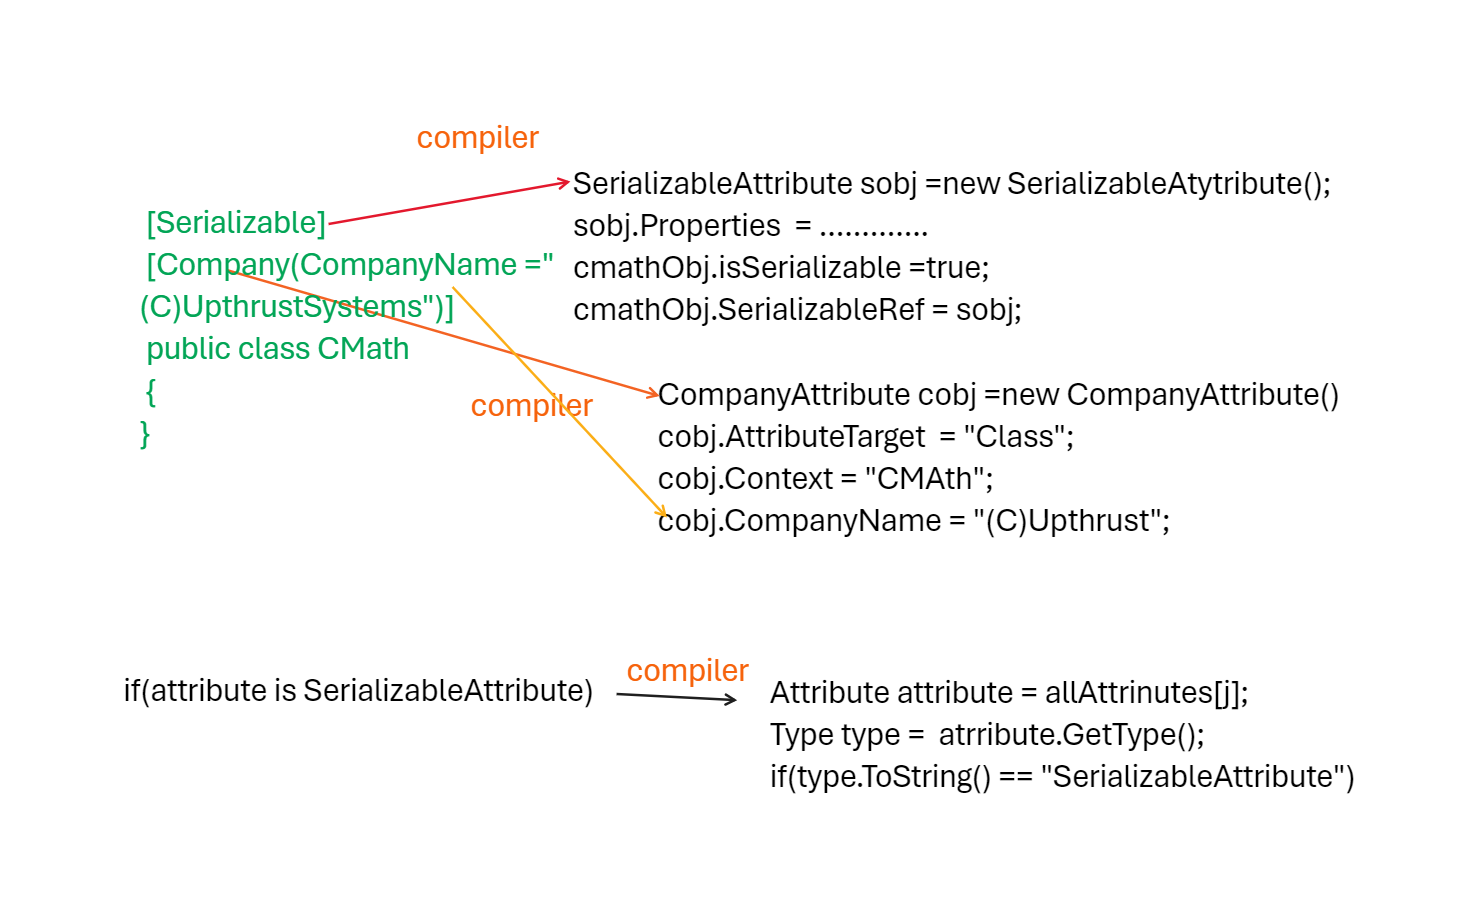 compiler
SerializableAttribute sobj =new SerializableAtytribute();
sobj.Properties  = .............
cmathObj.isSerializable =true;
cmathObj.SerializableRef = sobj;
[Serializable]
[Company(CompanyName ="
(C)UpthrustSystems")]
public class CMath
{
}
compiler
CompanyAttribute cobj =new CompanyAttribute()
cobj.AttributeTarget  = "Class";
cobj.Context = "CMAth";
cobj.CompanyName = "(C)Upthrust";
if(attribute is SerializableAttribute)
compiler
Attribute attribute = allAttrinutes[j];
Type type =  atrribute.GetType();
if(type.ToString() == "SerializableAttribute")